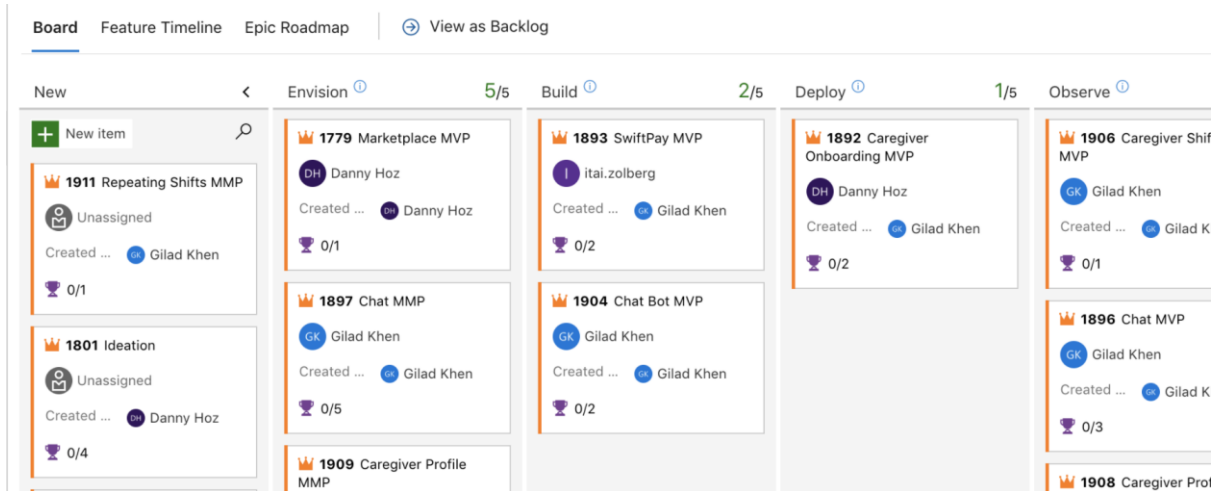 Board Feature Timeline Epic Roadmap View as Backlog
New
New item
1911 Repeating Shifts MMP
Unassigned
Created ... GK Gilad Khen
0/1
1801 Ideation
Unassigned
Created ... DH Danny Hoz
0/4
Envision 5/5
1779 Marketplace MVP
DH Danny Hoz
Created ... DH Danny Hoz
0/1
1897 Chat MMP
GK Gilad Khen
Created ... GK Gilad Khen
0/5
1909 Caregiver Profile
MMP
Build 2/5
1893 SwiftPay MVP
I itai.zolberg
Created ... GK Gilad Khen
0/2
1904 Chat Bot MVP
GK Gilad Khen
Created ... GK Gilad Khen
0/2
Deploy 1/5
1892 Caregiver
Onboarding MVP
DH Danny Hoz
Created ... GK Gilad Khen
0/2
Observe
1906 Caregiver Shif
MVP
GK Gilad Khen
Created ... GK Gilad K
0/1
1896 Chat MVP
GK Gilad Khen
Created ... GK Gilad K
0/3
1908 Caregiver Prof